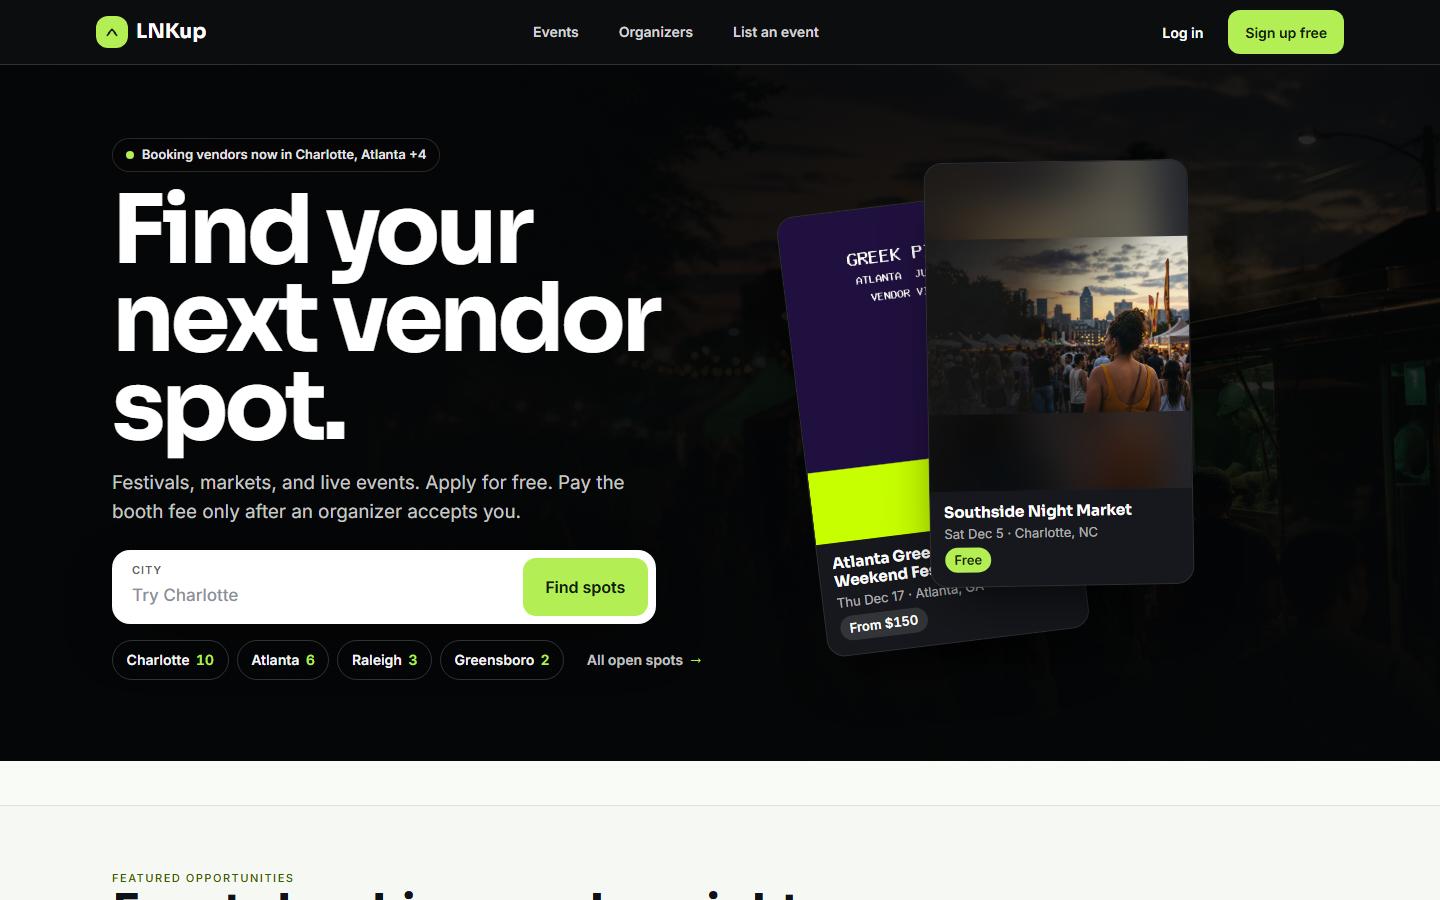 LNKup
Events
Organizers
List an event
Log in
Sign up free
Booking vendors now in Charlotte, Atlanta +4
Find your
next vendor
spot.
Festivals, markets, and live events. Apply for free. Pay the
booth fee only after an organizer accepts you.
CITY
Try Charlotte
Find spots
Charlotte 10
Atlanta 6
Raleigh 3
Greensboro 2
All open spots →
GREEK
ATLANTA
VENDOR
Atlanta
Weekend
Thu Dec 17 · Atlanta, GA
From $150
Southside Night Market
Sat Dec 5 · Charlotte, NC
Free
FEATURED OPPORTUNITIES